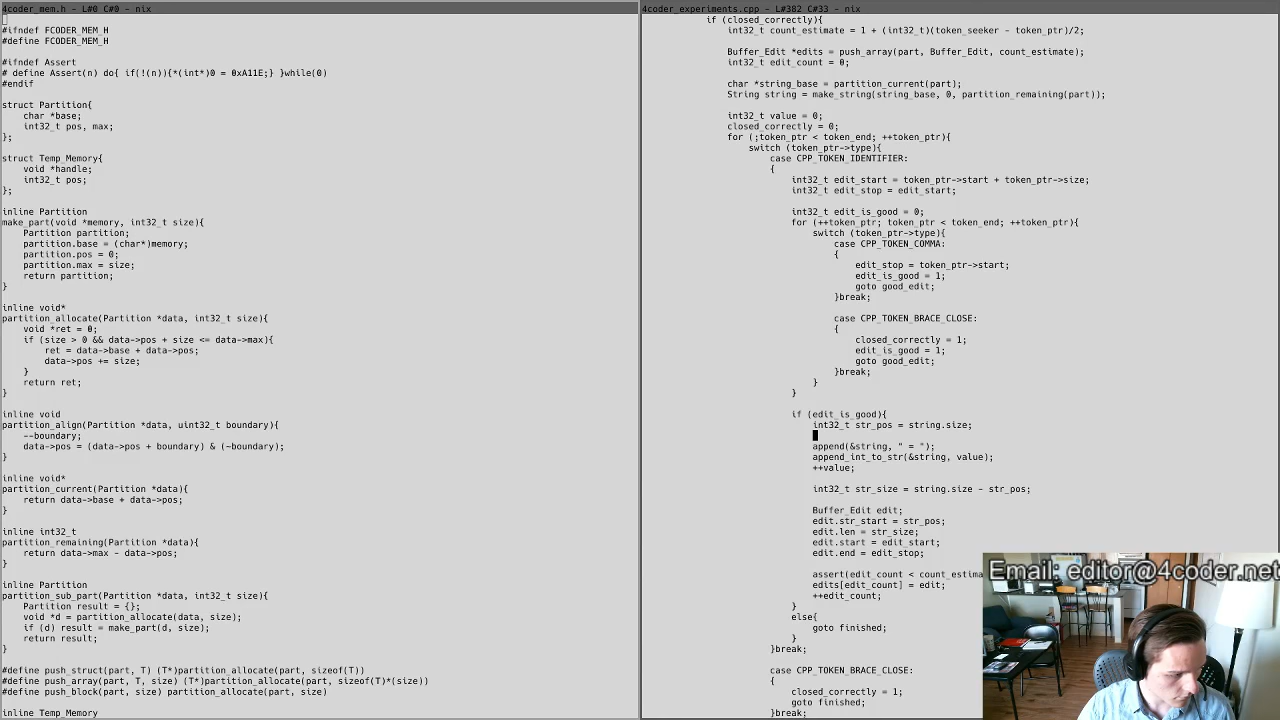 4coder_mem.h - L#0 C#0 - nix
#ifndef FCODER_MEM_H
#define FCODER_MEM_H
#ifndef Assert
# define Assert(n) do{ if(!(n)){*(int*)0 = 0xA11E;} }while(0)
#endif
struct Partition{
char *base;
int32_t pos, max;
};
struct Temp_Memory{
void *handle;
int32_t pos;
};
inline Partition
make_part(void *memory, int32_t size){
Partition partition;
partition.base = (char*)memory;
partition.pos = 0;
partition.max = size;
return partition;
}
inline void*
partition_allocate(Partition *data, int32_t size){
void *ret = 0;
if (size > 0 && data->pos + size <= data->max){
ret = data->base + data->pos;
data->pos += size;
}
return ret;
}
inline void
partition_align(Partition *data, uint32_t boundary){
--boundary;
data->pos = (data->pos + boundary) & (~boundary);
}
inline void*
partition_current(Partition *data){
return data->base + data->pos;
}
inline int32_t
partition_remaining(Partition *data){
return data->max - data->pos;
}
inline Partition
partition_sub_part(Partition *data, int32_t size){
Partition result = {};
void *d = partition_allocate(data, size);
if (d) result = make_part(d, size);
return result;
}
#define push_struct(part, T) (T*)partition_allocate(part, sizeof(T))
#define push_array(part, T, size) (T*)partition_allocate(part, sizeof(T)*(size))
#define push_block(part, size) partition_allocate(part, size)
inline Temp_Memory
4coder_experiments.cpp - L#382 C#33 - nix
if (closed_correctly){
int32_t count_estimate = 1 + (int32_t)(token_seeker - token_ptr)/2;
Buffer_Edit *edits = push_array(part, Buffer_Edit, count_estimate);
int32_t edit_count = 0;
char *string_base = partition_current(part);
String string = make_string(string_base, 0, partition_remaining(part));
int32_t value = 0;
closed_correctly = 0;
for (;token_ptr < token_end; ++token_ptr){
switch (token_ptr->type){
case CPP_TOKEN_IDENTIFIER:
{
int32_t edit_start = token_ptr->start + token_ptr->size;
int32_t edit_stop = edit_start;
int32_t edit_is_good = 0;
for (++token_ptr; token_ptr < token_end; ++token_ptr){
switch (token_ptr->type){
case CPP_TOKEN_COMMA:
{
edit_stop = token_ptr->start;
edit_is_good = 1;
goto good_edit;
}break;
case CPP_TOKEN_BRACE_CLOSE:
{
closed_correctly = 1;
edit_is_good = 1;
goto good_edit;
}break;
}
}
if (edit_is_good){
int32_t str_pos = string.size;
append(&string, " = ");
append_int_to_str(&string, value);
++value;
int32_t str_size = string.size - str_pos;
Buffer_Edit edit;
edit.str_start = str_pos;
edit.len = str_size;
edit.start = edit_start;
edit.end = edit_stop;
assert(edit_count < count_estima
edits[edit_count] = edit;
++edit_count;
}
else{
goto finished;
}
}break;
case CPP_TOKEN_BRACE_CLOSE:
{
closed_correctly = 1;
goto finished;
}break;
Email: editor@4coder.net